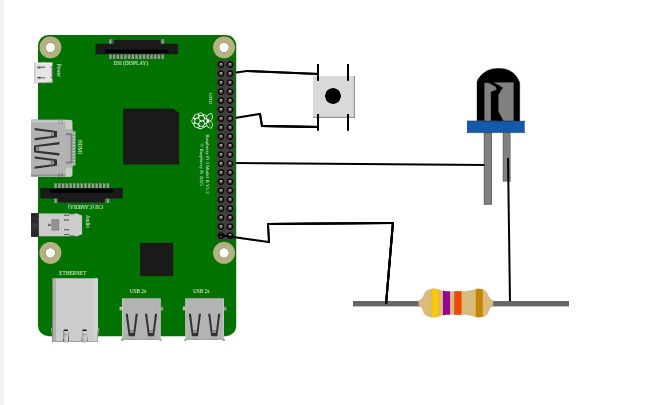 DSI (DISPLAY)
Power
GPIO
HDMI
Raspberry Pi 3 Model B V1.2
© Raspberry Pi 2015
CSI (CAMERA)
Audio
ETHERNET
USB 2x
USB 2x